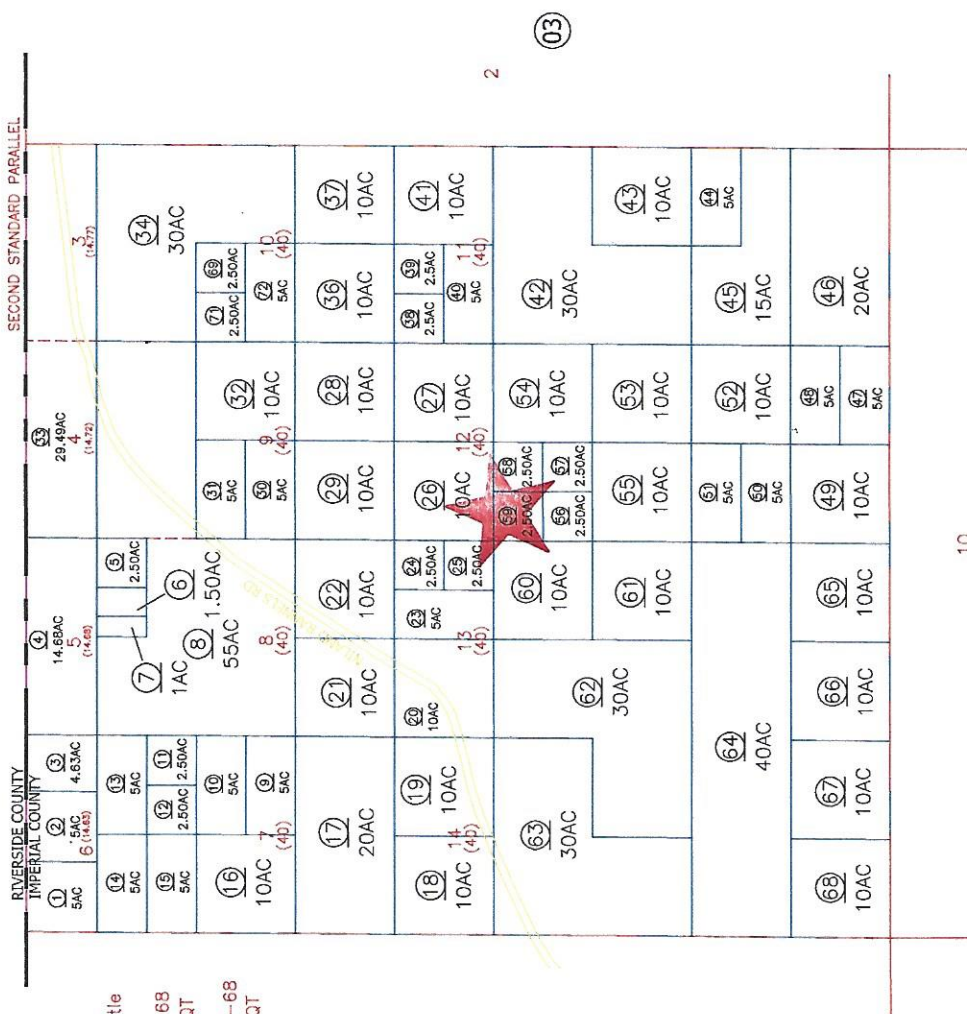 SECOND STANDARD PARALLEL
RIVERSIDE COUNTY
IMPERIAL COUNTY
03
2
1
5AC
2
5AC
6
(14.63)
3
4.63AC
4
14.68AC
5
(14.68)
33
29.49AC
4
(14.72)
3
(14.77)
14
5AC
13
5AC
15
5AC
12
2.50AC
11
2.50AC
16
10AC
10
5AC
9
5AC
7
(40)
7
1AC
6
1.50AC
5
2.50AC
8
55AC
8
(40)
31
5AC
30
5AC
32
10AC
9
(40)
34
30AC
71
2.50AC
69
2.50AC
72
5AC
10
(40)
17
20AC
21
10AC
22
10AC
29
10AC
28
10AC
36
10AC
37
10AC
18
10AC
19
10AC
14
(40)
20
10AC
23
5AC
24
2.50AC
25
2.50AC
13
(40)
26
10AC
27
10AC
12
(40)
38
2.5AC
39
2.5AC
40
5AC
11
(40)
41
10AC
63
30AC
62
30AC
60
10AC
59
2.50AC
58
2.50AC
56
2.50AC
57
2.50AC
54
10AC
42
30AC
61
10AC
55
10AC
53
10AC
43
10AC
64
40AC
51
5AC
50
5AC
52
10AC
45
15AC
44
5AC
68
10AC
67
10AC
66
10AC
65
10AC
49
10AC
48
5AC
47
5AC
46
20AC
10
tle
68
QT
-68
QT